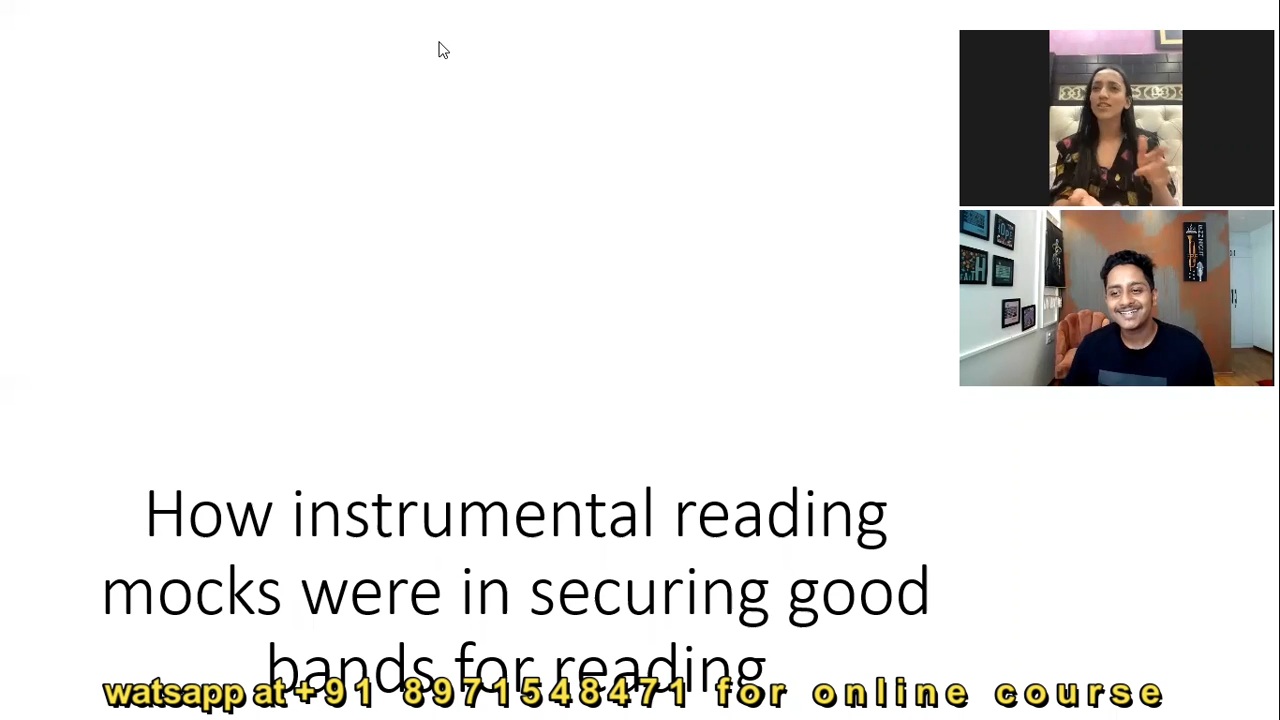 How instrumental reading
mocks were in securing good
bands for reading
watsapp at +91 8971548471 for online course